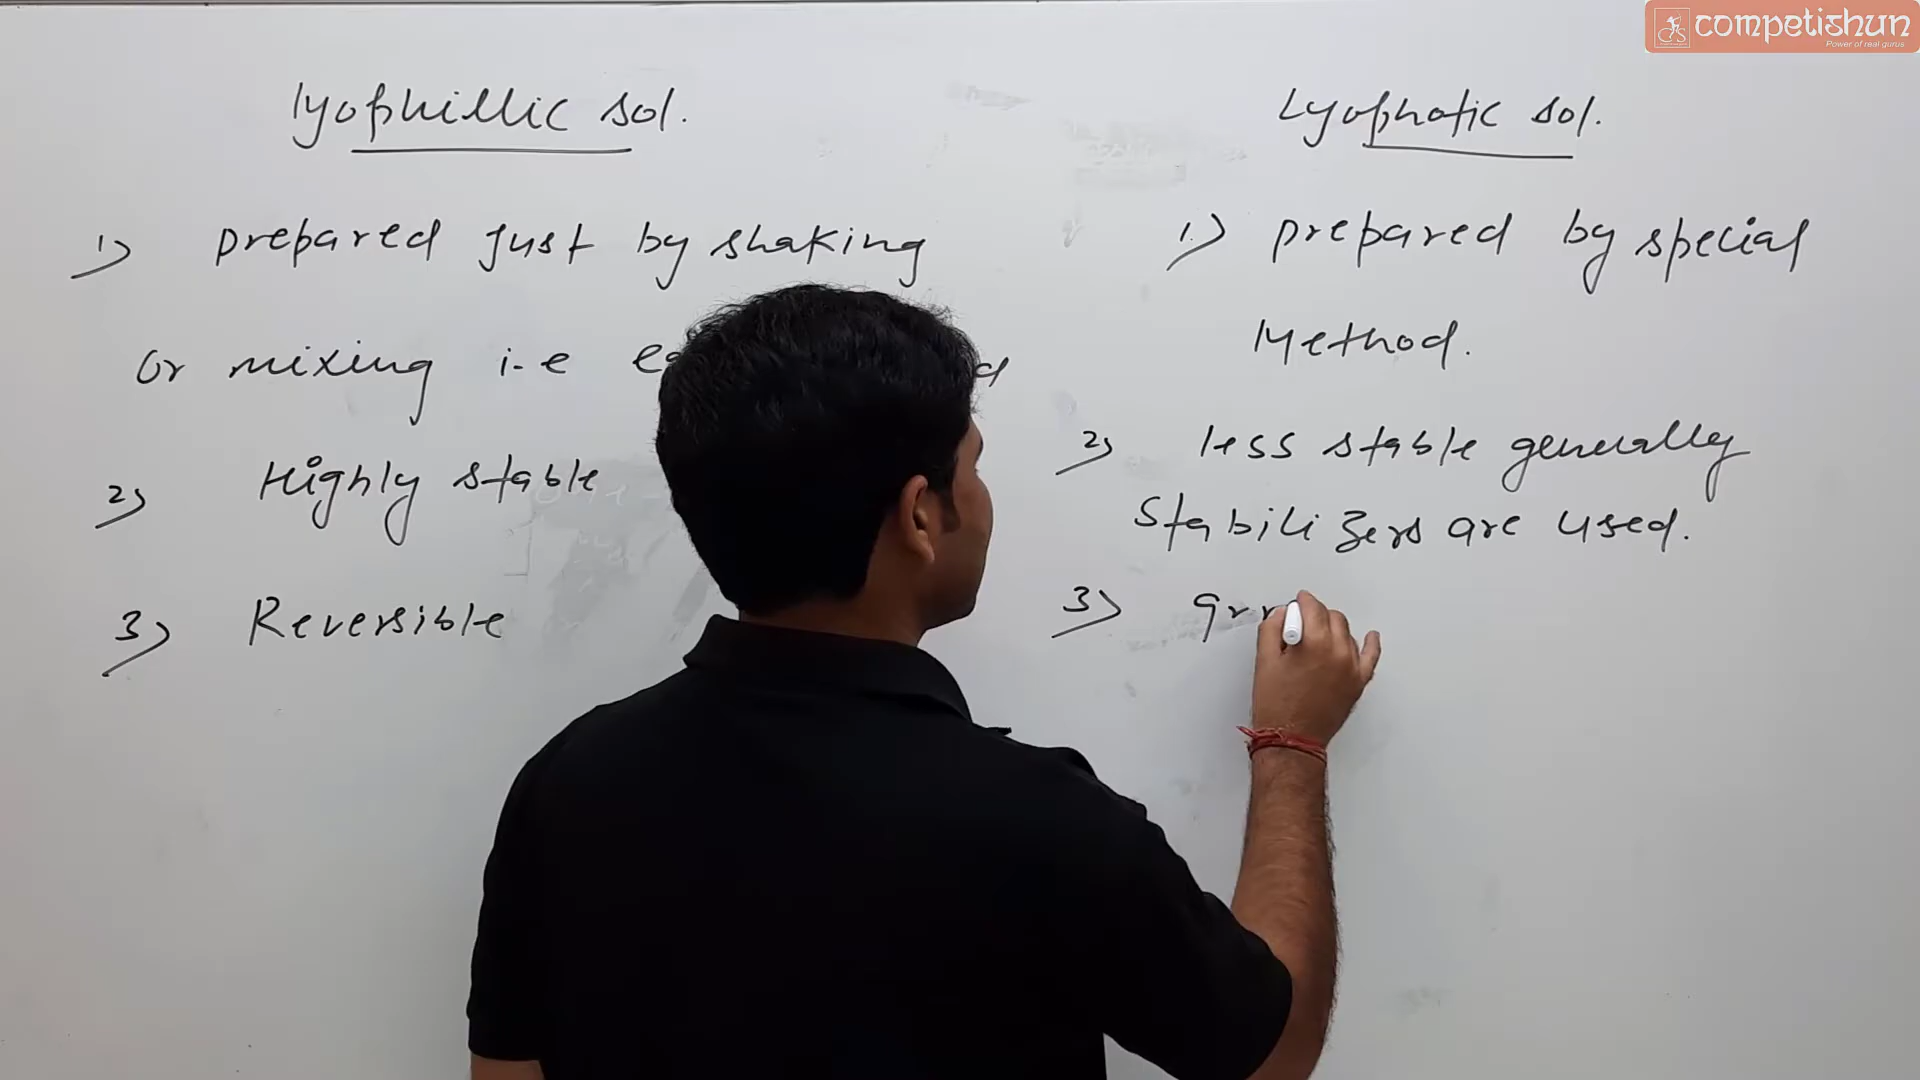 competishun
Power of real gurus
lyophillic sol.
1) prepared just by shaking
or mixing i-e
2) Highly stable
3) Reversible
Lyophotic sol.
1.) prepared by special
Method.
2) less stable generally
stabilizers are used.
3)